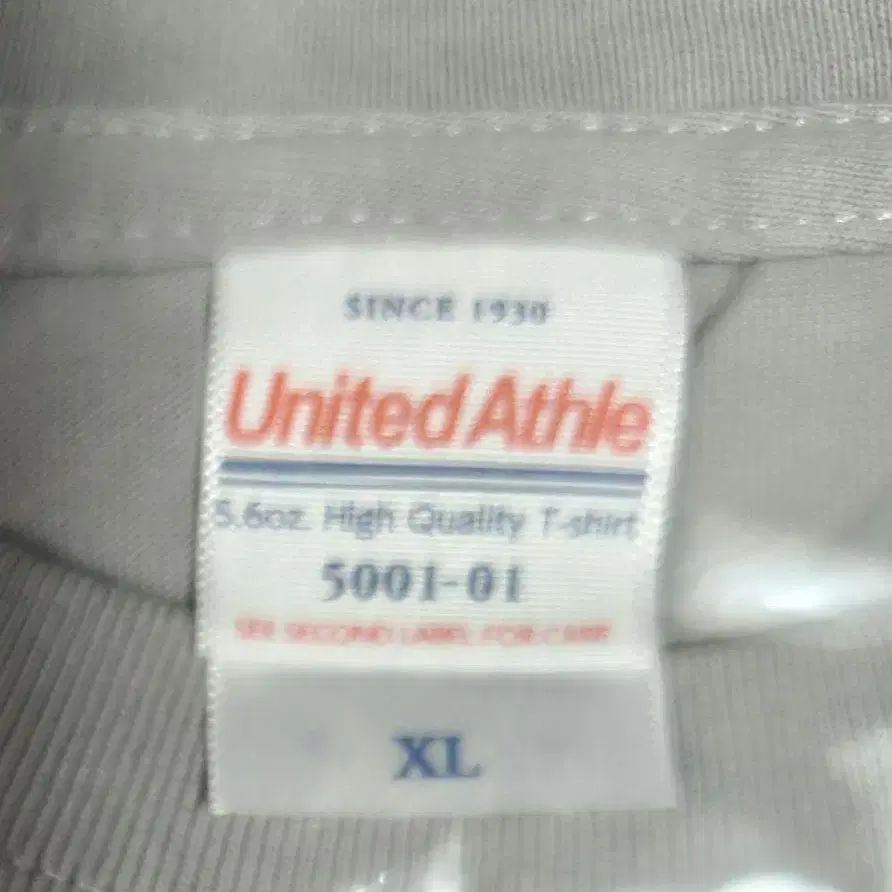 SINCE 1930
United Athle
5.6oz. High Quality T-shirt
5001-01
SEE SECOND LABEL FOR CARE
XL